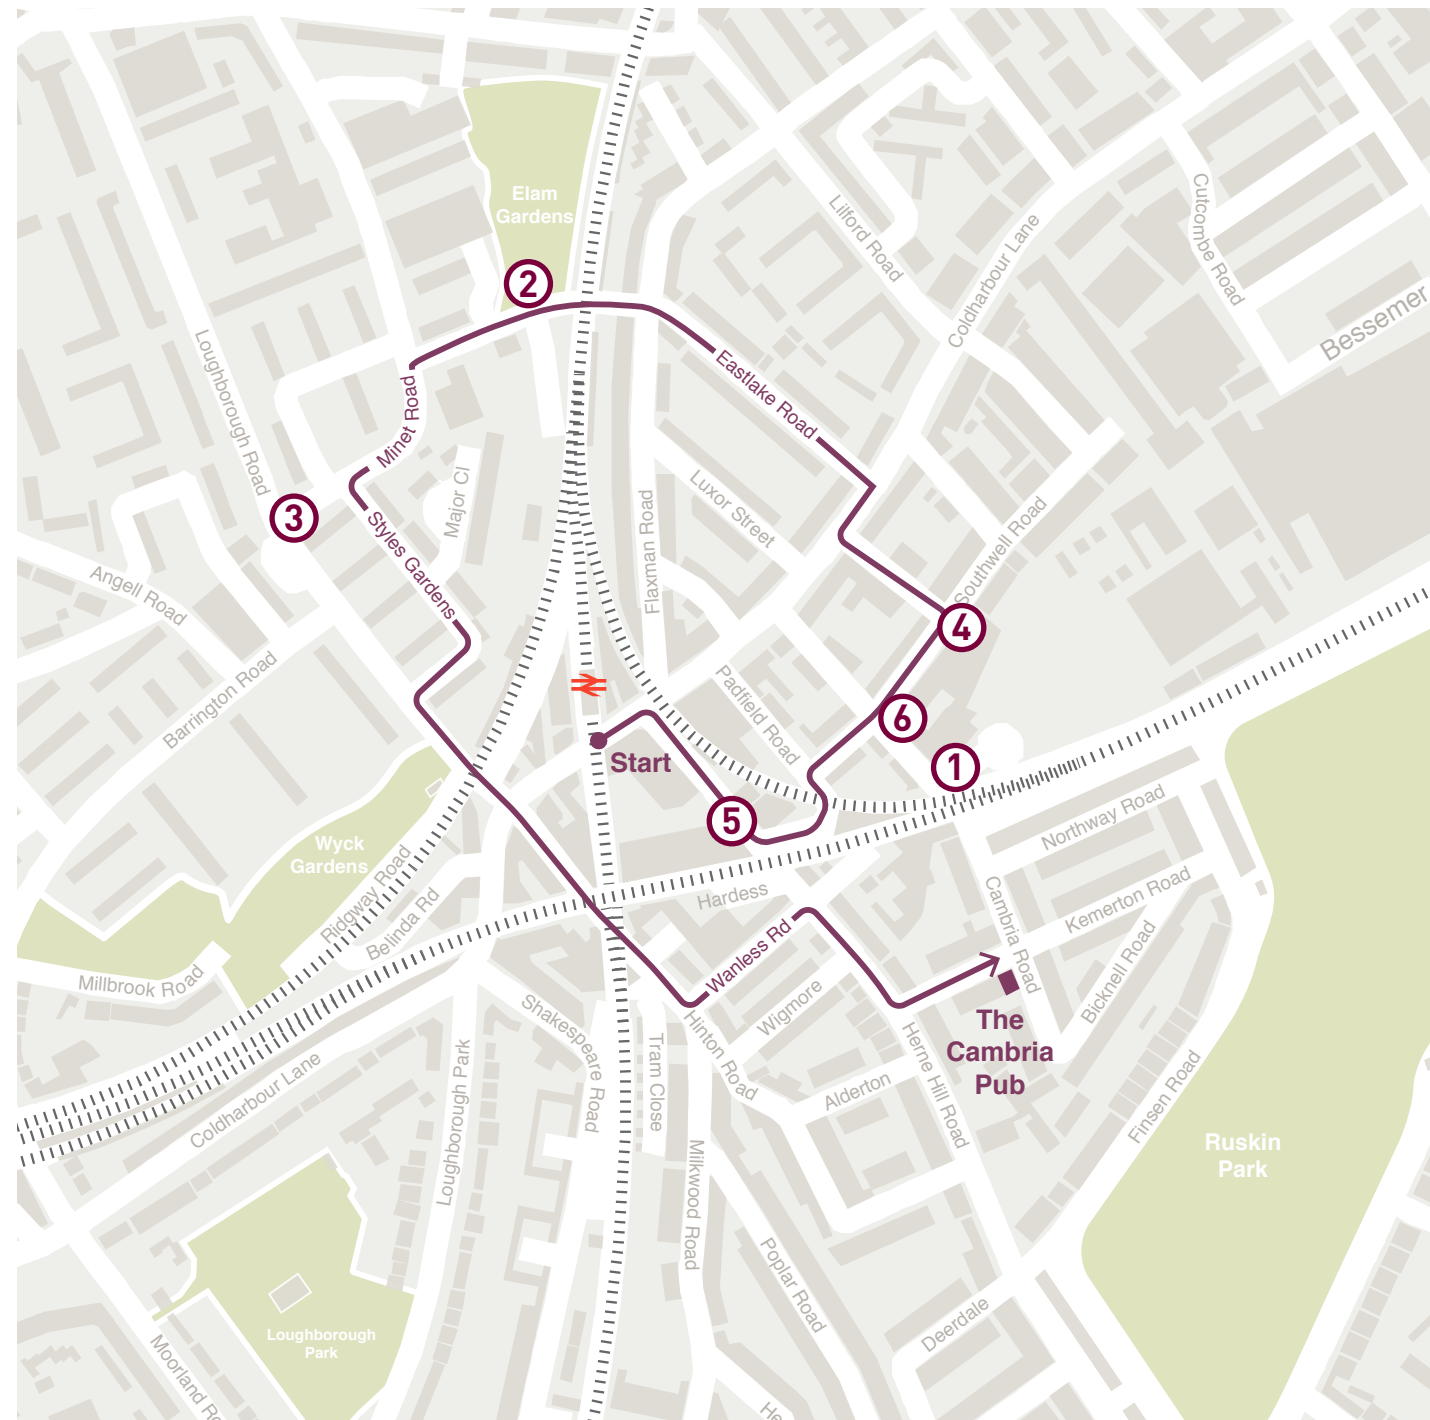 Elam
Gardens
2
Lilford Road
Cutcombe Road
Coldharbour Lane
Bessemer
Loughborough Road
Eastlake Road
Minet Road
Major Cl
Luxor Street
3
Styles Gardens
Flaxman Road
Southwell Road
Angell Road
4
Barrington Road
Padfield Road
6
Start
1
5
Northway Road
Wyck
Gardens
Ridgway Road
Belinda Rd
Hardess
Kemerton Road
Cambria Road
Wanless Rd
Bicknell Road
Millbrook Road
Shakespeare Road
Wigmore
The
Cambria
Pub
Hinton Road
Tram Close
Herne Hill Road
Alderton
Finsen Road
Coldharbour Lane
Loughborough Park
Ruskin
Park
Milkwood Road
Poplar Road
Deerdale
Loughborough
Park
Moorland Ro
He